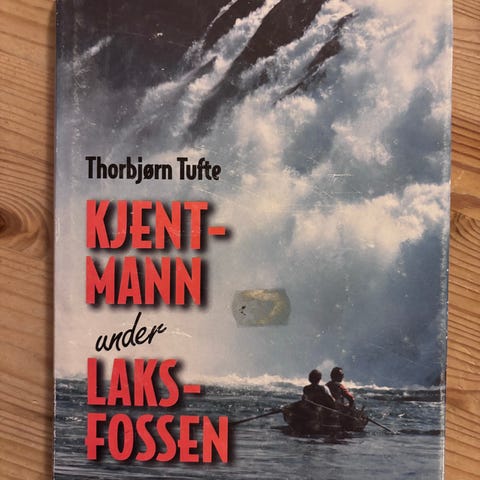 Thorbjørn Tufte
KJENT-
MANN
under
LAKS-
FOSSEN